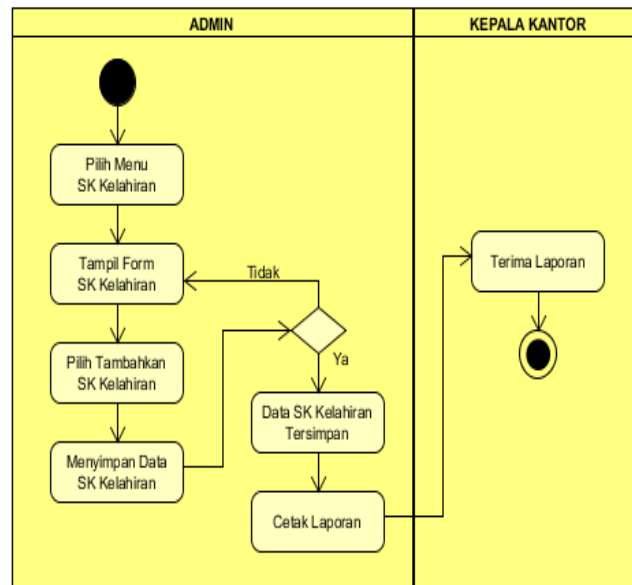 ADMIN
KEPALA KANTOR
Pilih Menu
SK Kelahiran
Tampil Form
SK Kelahiran
Tidak
Terima Laporan
Pilih Tambahkan
SK Kelahiran
Ya
Data SK Kelahiran
Tersimpan
Menyimpan Data
SK Kelahiran
Cetak Laporan